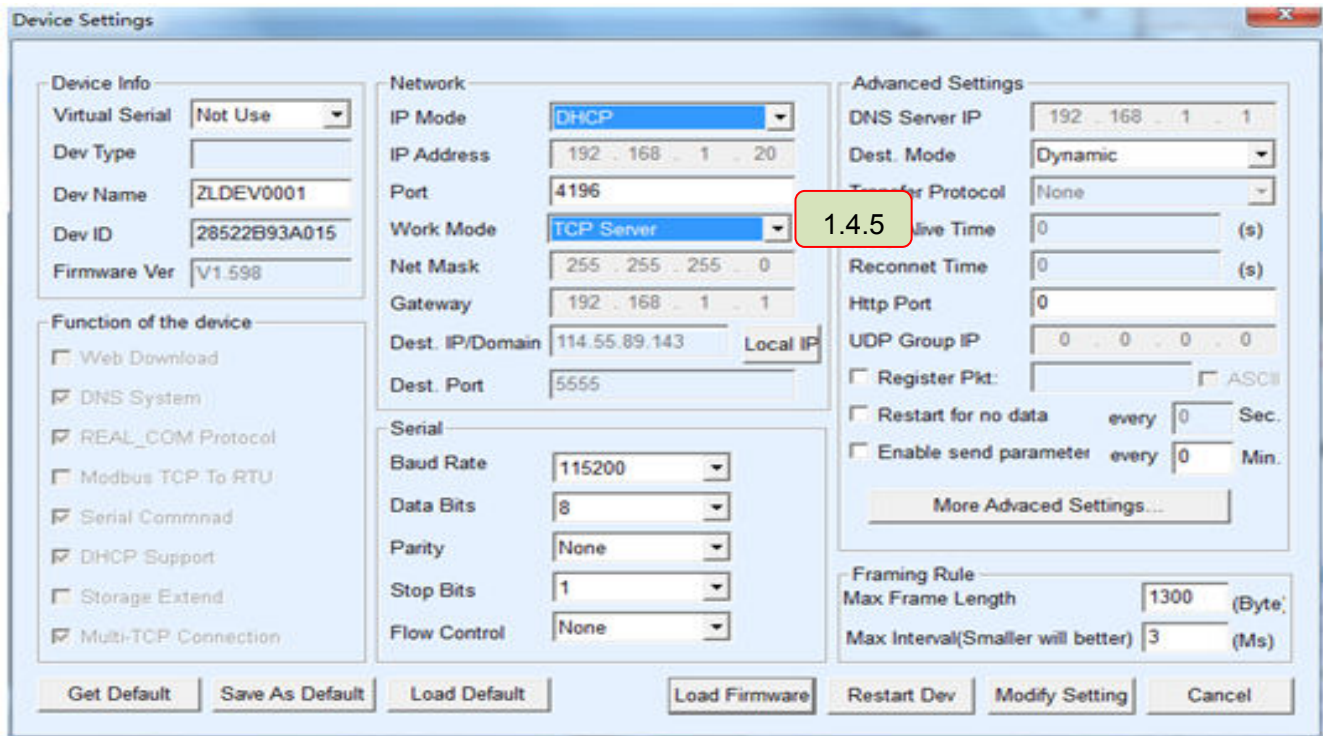 Device Settings
x
Device Info
Virtual Serial Not Use
Dev Type
Dev Name ZLDEV0001
Dev ID 28522B93A015
Firmware Ver V1.598
Function of the device
Web Download
DNS System
REAL_COM Protocol
Modbus TCP To RTU
Serial Commnad
DHCP Support
Storage Extend
Multi-TCP Connection
Network
IP Mode DHCP
IP Address 192 . 168 . 1 . 20
Port 4196
Work Mode TCP Server
Net Mask 255 . 255 . 255 . 0
Gateway 192 . 168 . 1 . 1
Dest. IP/Domain 114.55.89.143 Local IP
Dest. Port 5555
Serial
Baud Rate 115200
Data Bits 8
Parity None
Stop Bits 1
Flow Control None
1.4.5
Advanced Settings
DNS Server IP 192 . 168 . 1 . 1
Dest. Mode Dynamic
Protocol None
Time 0 (s)
Reconnet Time 0 (s)
Http Port 0
UDP Group IP 0 . 0 . 0 . 0
Register Pkt: ASCII
Restart for no data every 0 Sec.
Enable send parameter every 0 Min.
More Advaced Settings...
Framing Rule
Max Frame Length 1300 (Byte)
Max Interval(Smaller will better) 3 (Ms)
Get Default Save As Default Load Default Load Firmware Restart Dev Modify Setting Cancel